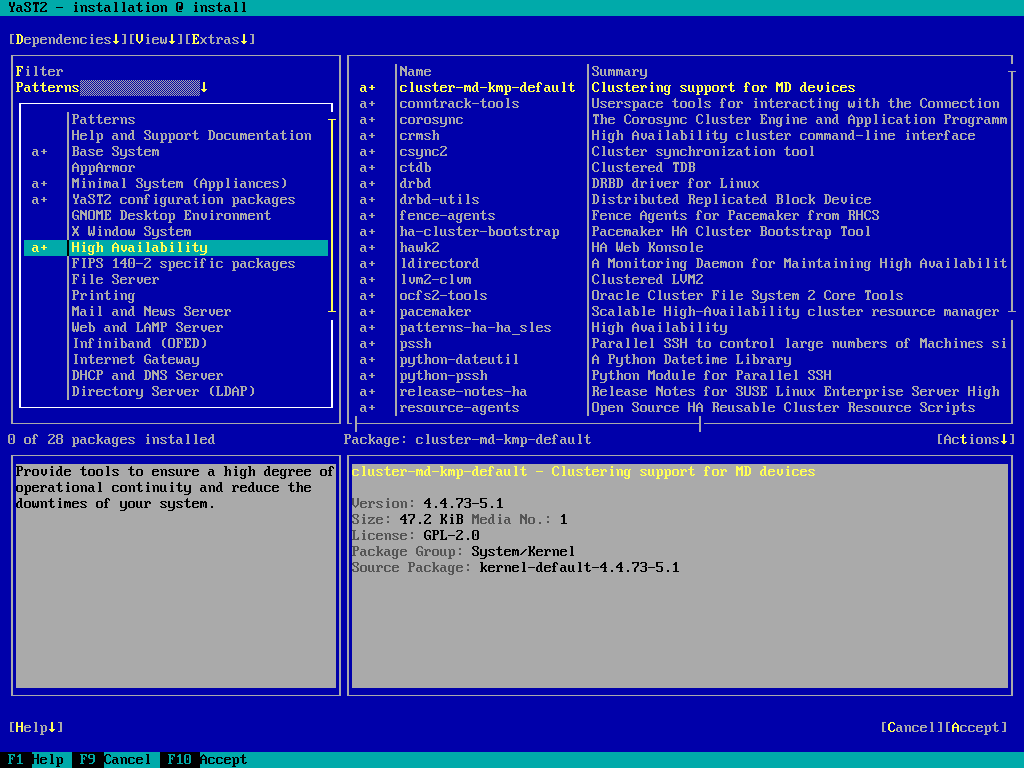 YaST2 - installation @ install
[Dependencies↓][View↓][Extras↓]
Filter
Patterns ↓
Patterns
Help and Support Documentation
a+ Base System
AppArmor
a+ Minimal System (Appliances)
a+ YaST2 configuration packages
GNOME Desktop Environment
X Window System
a+ High Availability
FIPS 140-2 specific packages
File Server
Printing
Mail and News Server
Web and LAMP Server
Infiniband (OFED)
Internet Gateway
DHCP and DNS Server
Directory Server (LDAP)
Name Summary
a+ cluster-md-kmp-default Clustering support for MD devices
a+ conntrack-tools Userspace tools for interacting with the Connection
a+ corosync The Corosync Cluster Engine and Application Programm
a+ crmsh High Availability cluster command-line interface
a+ csync2 Cluster synchronization tool
a+ ctdb Clustered TDB
a+ drbd DRBD driver for Linux
a+ drbd-utils Distributed Replicated Block Device
a+ fence-agents Fence Agents for Pacemaker from RHCS
a+ ha-cluster-bootstrap Pacemaker HA Cluster Bootstrap Tool
a+ hawk2 HA Web Konsole
a+ ldirectord A Monitoring Daemon for Maintaining High Availabilit
a+ lvm2-clvm Clustered LVM2
a+ ocfs2-tools Oracle Cluster File System 2 Core Tools
a+ pacemaker Scalable High-Availability cluster resource manager
a+ patterns-ha-ha_sles High Availability
a+ pssh Parallel SSH to control large numbers of Machines si
a+ python-dateutil A Python Datetime Library
a+ python-pssh Python Module for Parallel SSH
a+ release-notes-ha Release Notes for SUSE Linux Enterprise Server High
a+ resource-agents Open Source HA Reusable Cluster Resource Scripts
0 of 28 packages installed
Package: cluster-md-kmp-default [Actions↓]
Provide tools to ensure a high degree of
operational continuity and reduce the
downtimes of your system.
cluster-md-kmp-default - Clustering support for MD devices
Version: 4.4.73-5.1
Size: 47.2 KiB Media No.: 1
License: GPL-2.0
Package Group: System/Kernel
Source Package: kernel-default-4.4.73-5.1
[Help↓] [Cancel][Accept]
F1 Help F9 Cancel F10 Accept